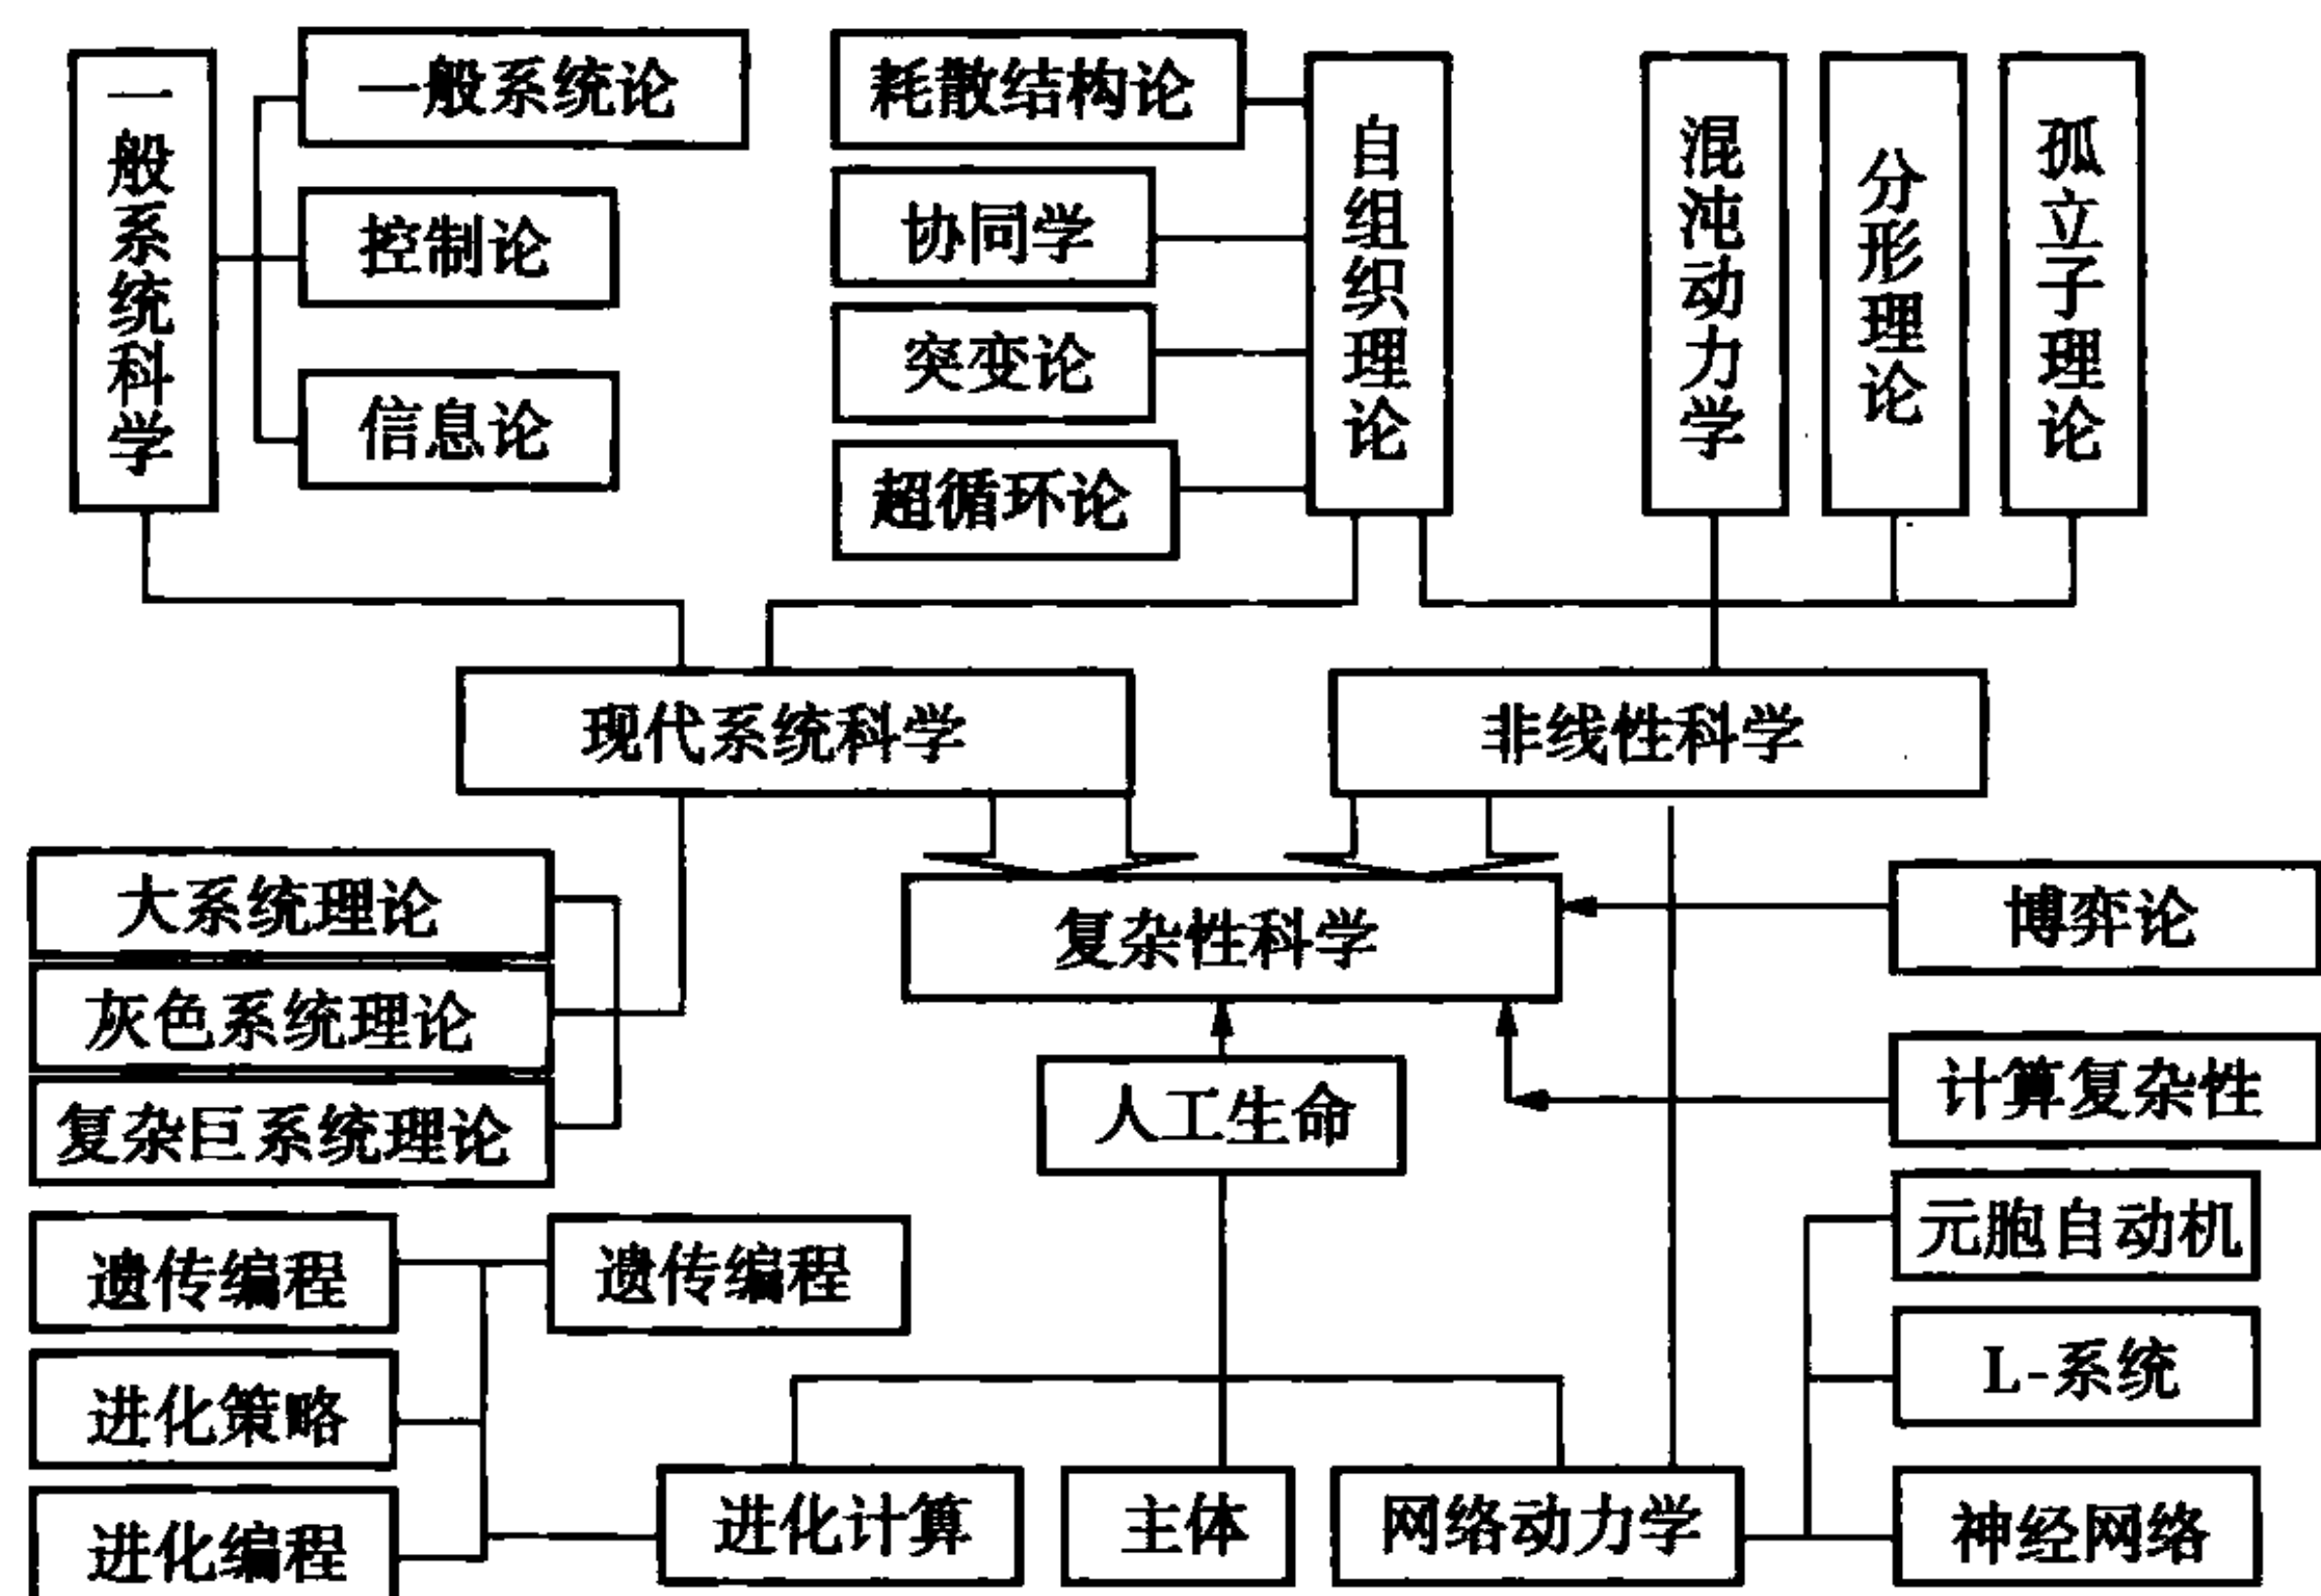 一般系统科学
一般系统论
控制论
信息论
耗散结构论
协同学
突变论
超循环论
自组织理论
混沌动力学
分形理论
孤立子理论
现代系统科学
非线性科学
大系统理论
灰色系统理论
复杂巨系统理论
复杂性科学
博弈论
计算复杂性
人工生命
遗传编程
遗传编程
进化策略
进化编程
进化计算
主体
网络动力学
元胞自动机
L-系统
神经网络